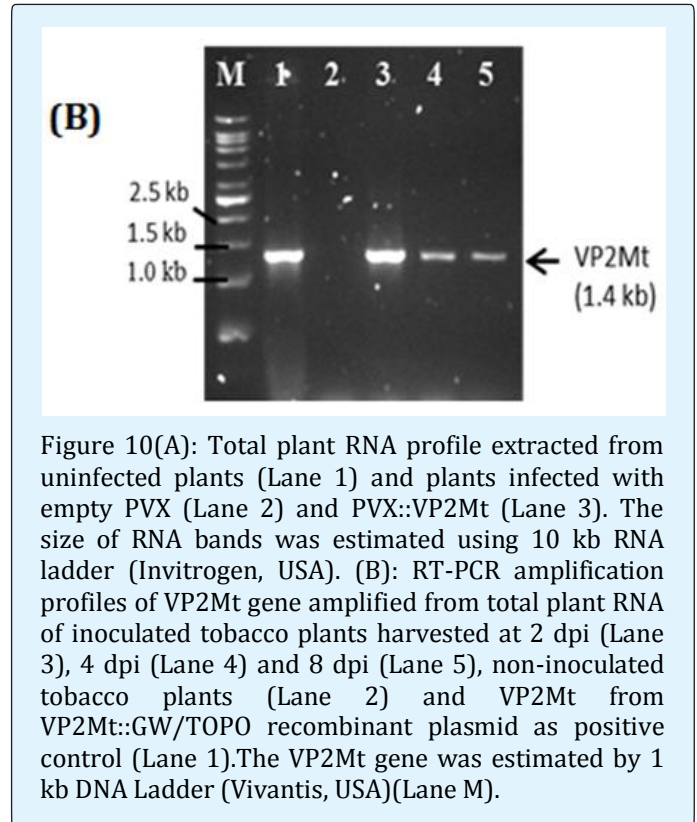 M 1 2 3 4 5
(B)
2.5 kb
1.5 kb
1.0 kb
VP2Mt
(1.4 kb)
Figure 10(A): Total plant RNA profile extracted from
uninfected plants (Lane 1) and plants infected with
empty PVX (Lane 2) and PVX::VP2Mt (Lane 3). The
size of RNA bands was estimated using 10 kb RNA
ladder (Invitrogen, USA). (B): RT-PCR amplification
profiles of VP2Mt gene amplified from total plant RNA
of inoculated tobacco plants harvested at 2 dpi (Lane
3), 4 dpi (Lane 4) and 8 dpi (Lane 5), non-inoculated
tobacco plants (Lane 2) and VP2Mt from
VP2Mt::GW/TOPO recombinant plasmid as positive
control (Lane 1).The VP2Mt gene was estimated by 1
kb DNA Ladder (Vivantis, USA)(Lane M).